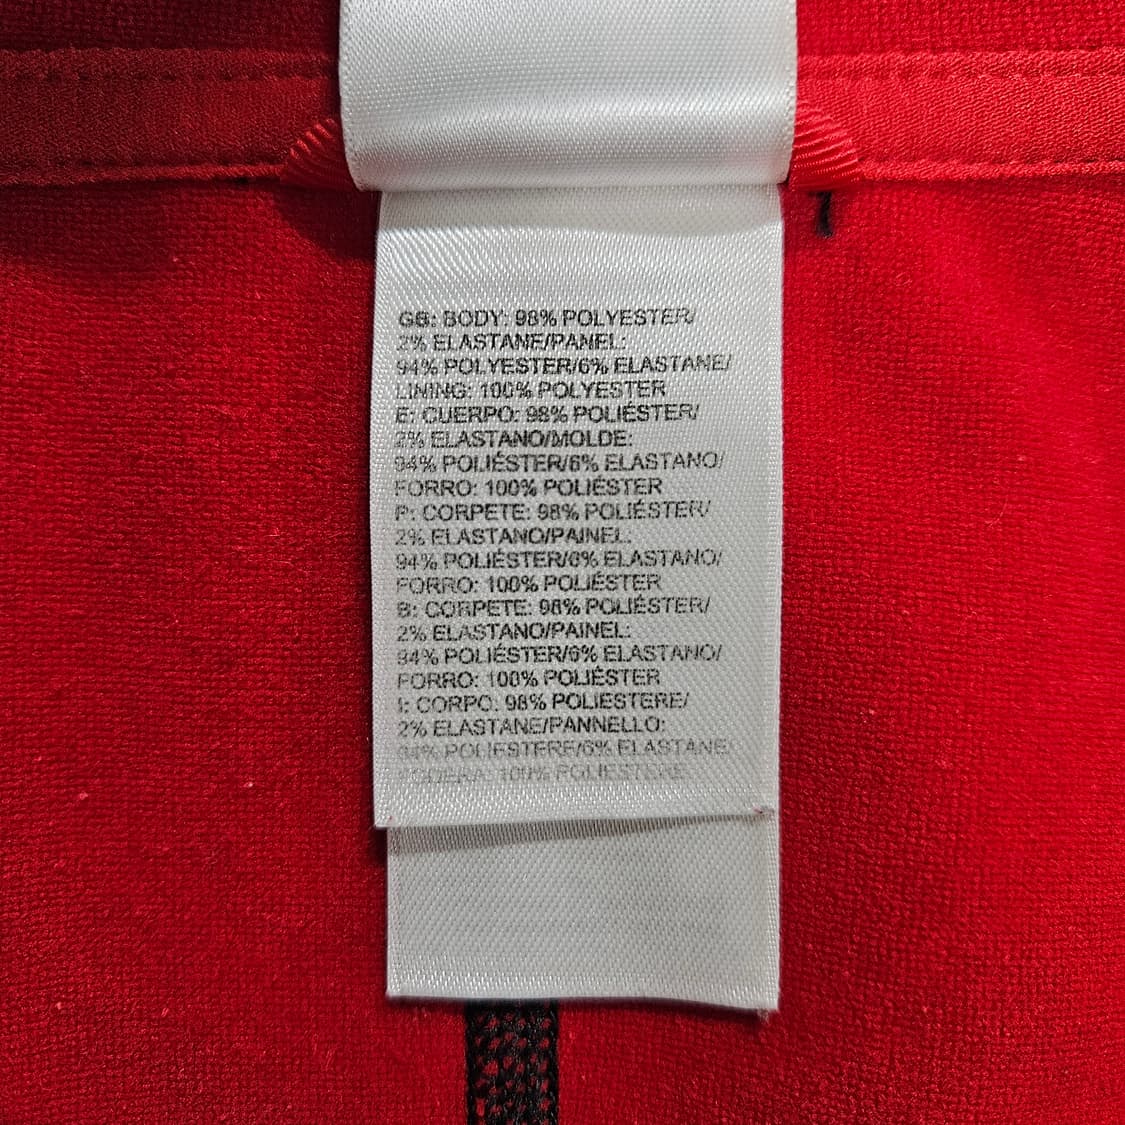 GB: BODY: 98% POLYESTER/
2% ELASTANE/PANEL:
94% POLYESTER/6% ELASTANE/
LINING: 100% POLYESTER
E: CUERPO: 98% POLIÉSTER/
2% ELASTANO/MOLDE:
94% POLIÉSTER/6% ELASTANO/
FORRO: 100% POLIÉSTER
P: CORPETE: 98% POLIÉSTER/
2% ELASTANO/PAINEL:
94% POLIÉSTER/6% ELASTANO/
FORRO: 100% POLIÉSTER
B: CORPETE: 98% POLIÉSTER/
2% ELASTANO/PAINEL:
94% POLIÉSTER/6% ELASTANO/
FORRO: 100% POLIÉSTER
I: CORPO: 98% POLIESTERE/
2% ELASTANE/PANNELLO:
94% POLIESTERE/6% ELASTANE/
FODERA: 100% POLIESTERE